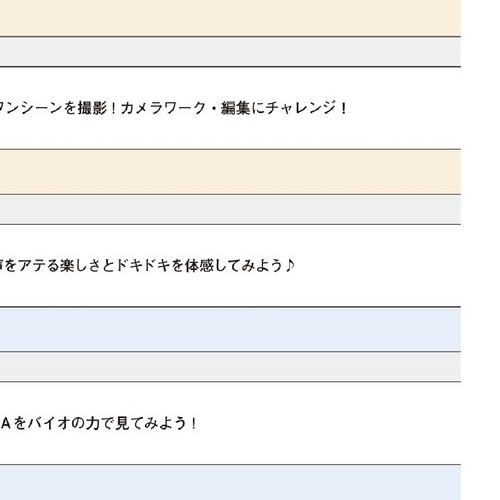 ワンシーンを撮影！カメラワーク・編集にチャレンジ！
声をアテる楽しさとドキドキを体感してみよう♪
Aをバイオの力で見てみよう！